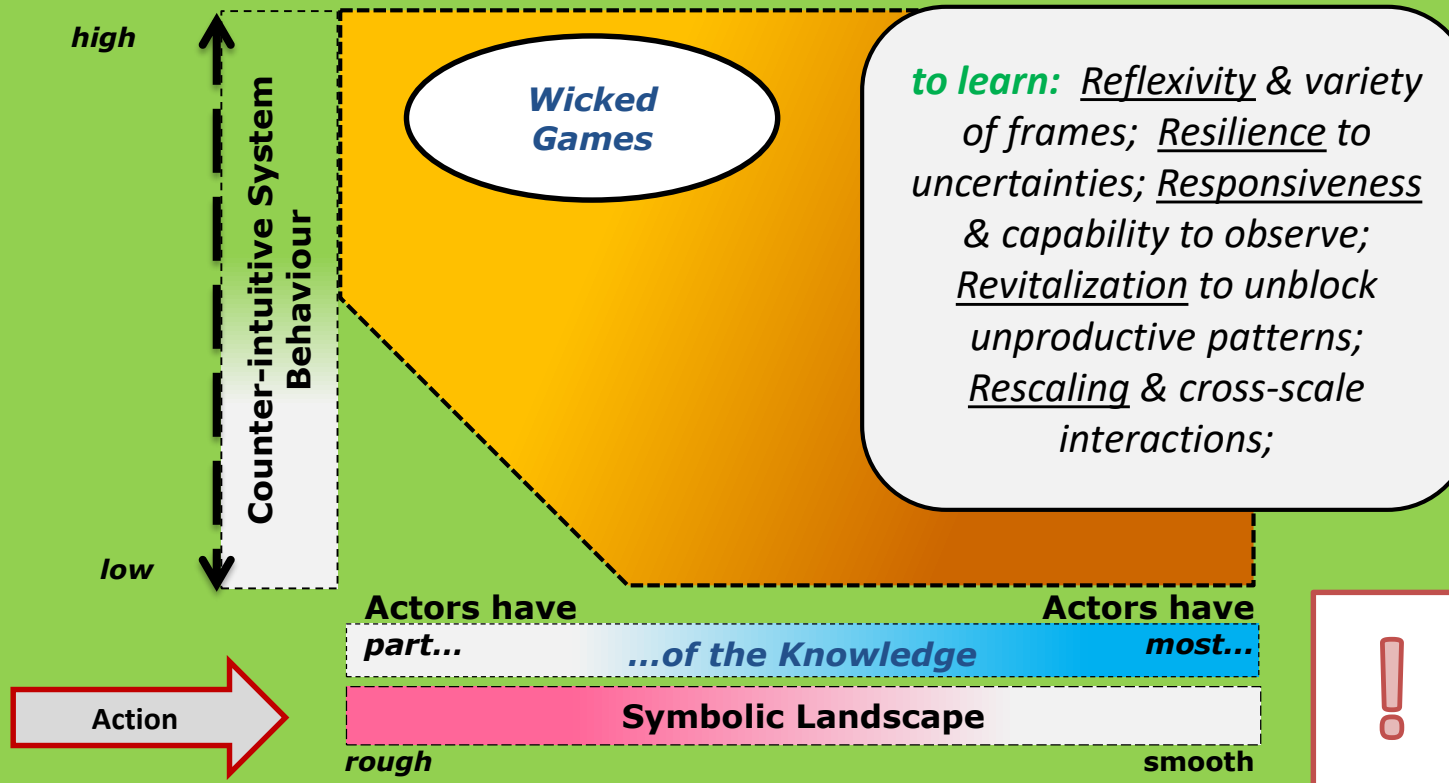 high
Counter-intuitive System
Behaviour
low
Wicked
Games
to learn: Reflexivity & variety
of frames; Resilience to
uncertainties; Responsiveness
& capability to observe;
Revitalization to unblock
unproductive patterns;
Rescaling & cross-scale
interactions;
Actors have
Actors have
part...
...of the Knowledge
most...
Action
Symbolic Landscape
rough
smooth
!